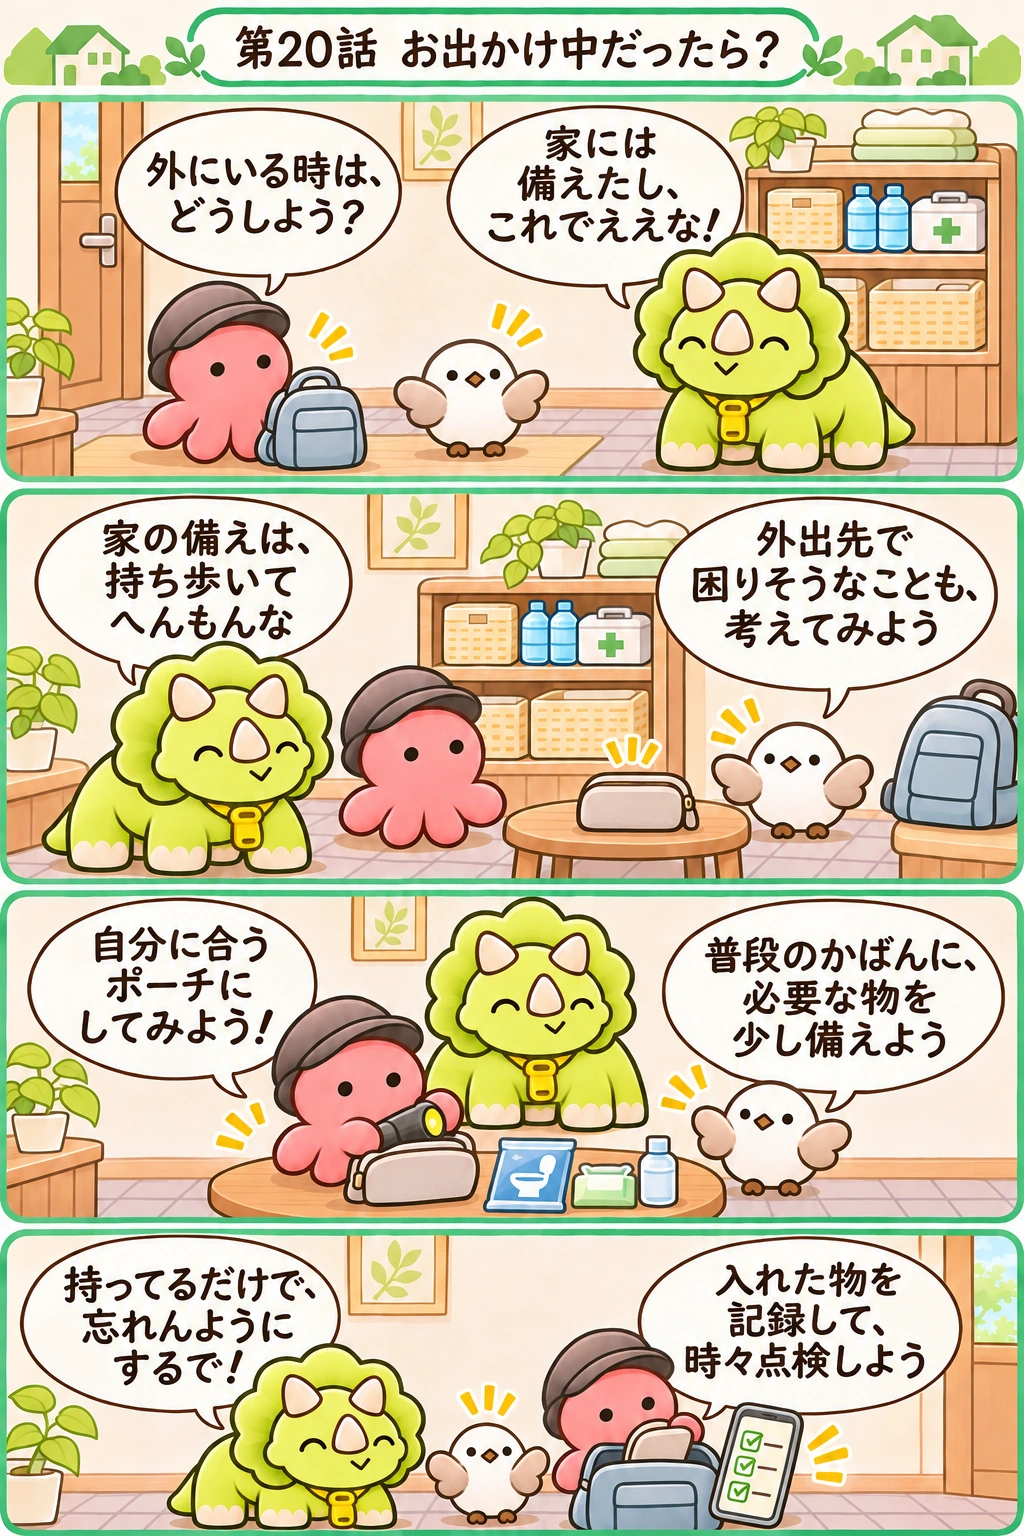 第20話 お出かけ中だったら?
外にいる時は、
どうしよう?
家には
備えたし、
これでええな!
家の備えは、
持ち歩いて
へんもんな
外出先で
困りそうなことも、
考えてみよう
自分に合う
ポーチに
してみよう!
普段のかばんに、
必要な物を
少し備えよう
持ってるだけで、
忘れんように
するで!
入れた物を
記録して、
時々点検しよう